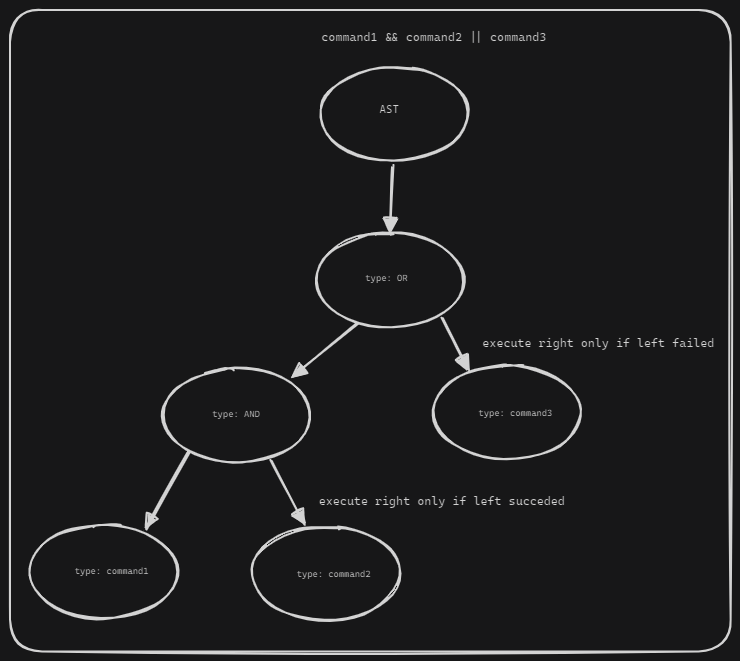 command1 && command2 || command3
AST
type: OR
execute right only if left failed
type: AND
type: command3
execute right only if left succeded
type: command1
type: command2